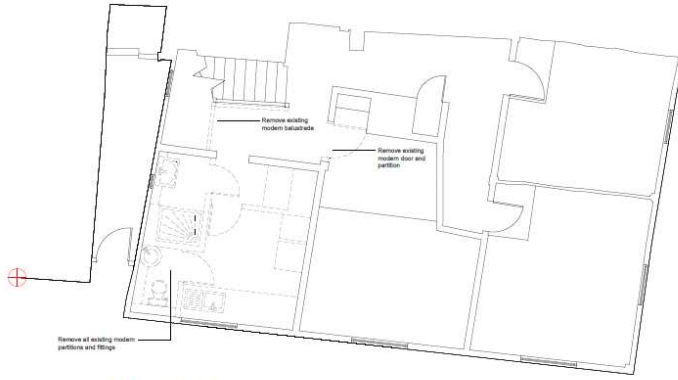 Remove existing
modern balustrade
Remove existing
modern door and
partition
Remove all existing modern
partitions and fittings